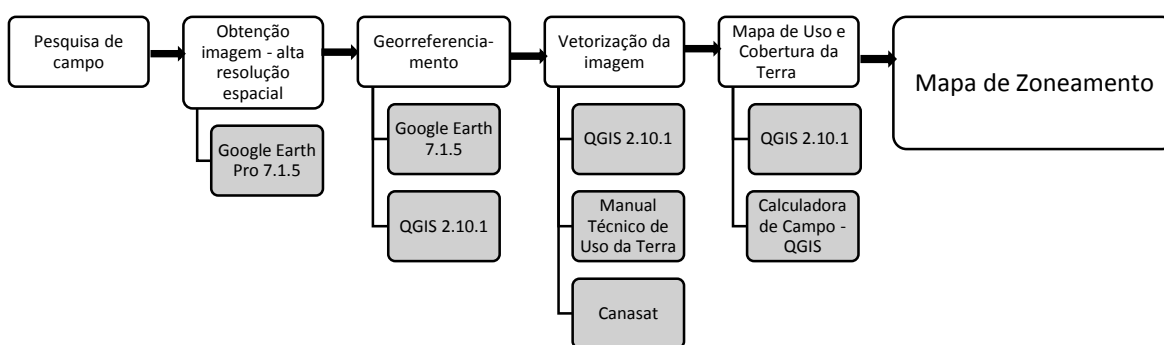 Pesquisa de
campo
Obtenção
imagem - alta
resolução
espacial
Google Earth
Pro 7.1.5
Georreferencia-
mento
Google Earth
7.1.5
QGIS 2.10.1
Vetorização da
imagem
QGIS 2.10.1
Manual
Técnico de
Uso da Terra
Canasat
Mapa de Uso e
Cobertura da
Terra
QGIS 2.10.1
Calculadora
de Campo -
QGIS
Mapa de Zoneamento